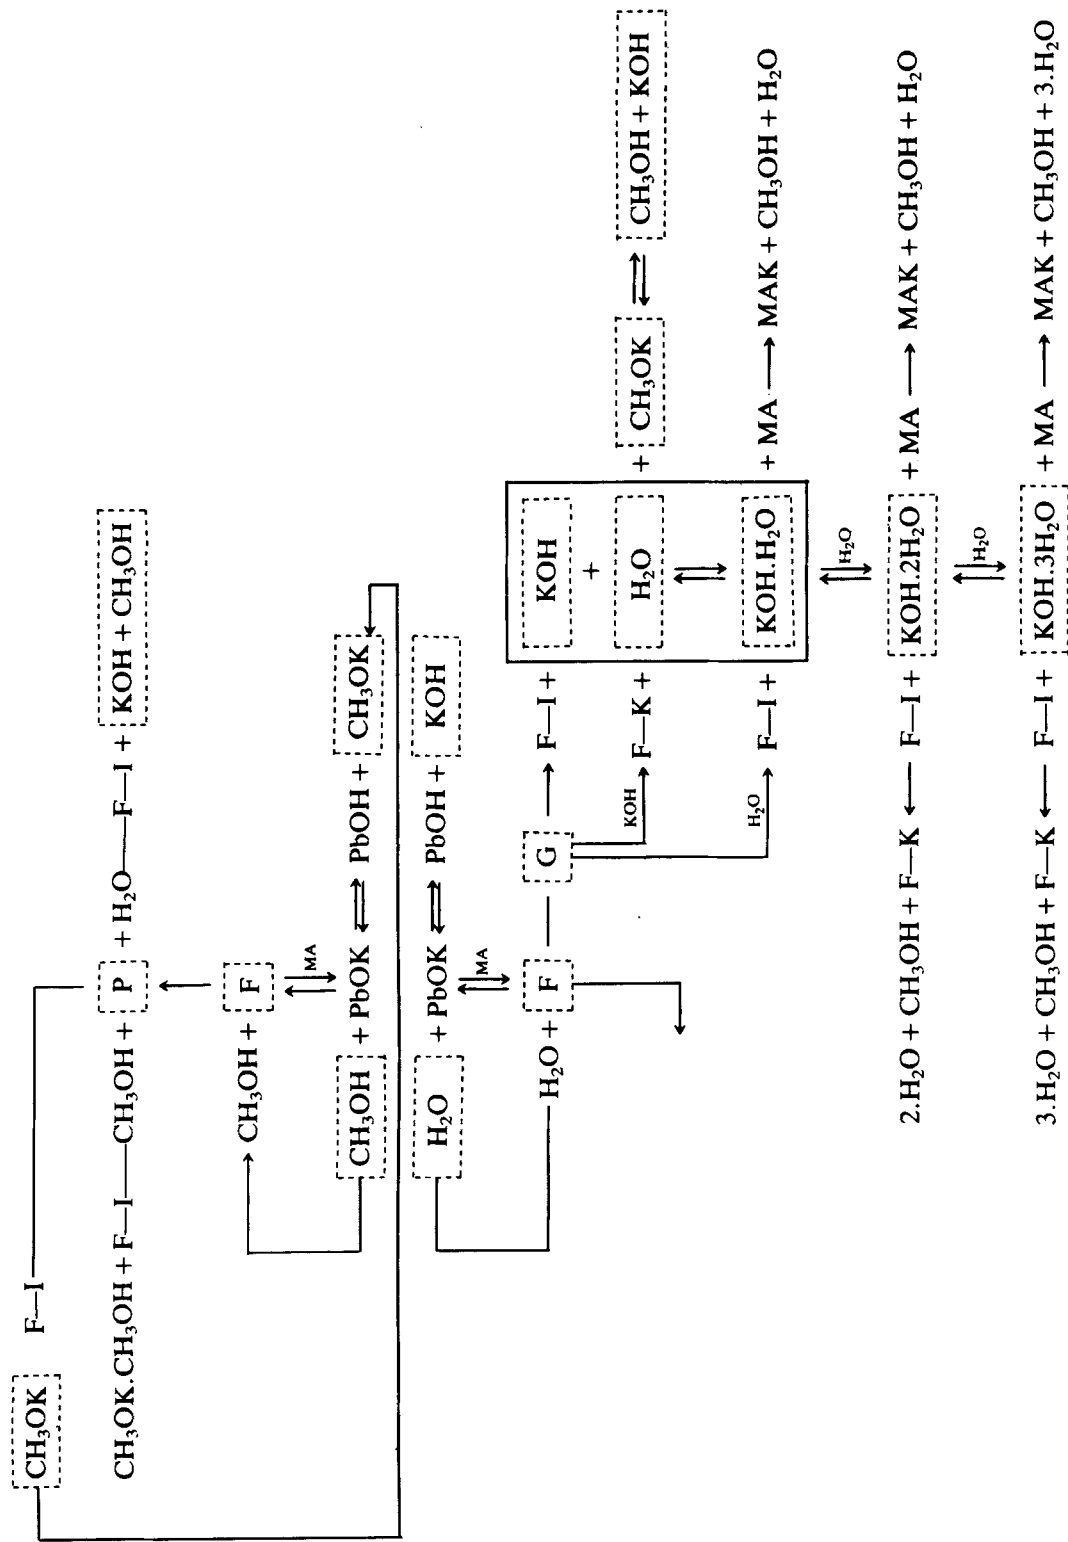 CH₃OK F—I
CH₃OK.CH₃OH + F—I—CH₃OH + P + H₂O—F—I + KOH + CH₃OH
CH₃OH + F
MA
CH₃OH + PbOK ⇌ PbOH + CH₃OK
H₂O + PbOK ⇌ PbOH + KOH
MA
H₂O + F — G → F—I + KOH
+
KOH
F—K + H₂O + CH₃OK ⇌ CH₃OH + KOH
H₂O
F—I + KOH.H₂O + MA → MAK + CH₃OH + H₂O
H₂O
2.H₂O + CH₃OH + F—K ← F—I + KOH.2H₂O + MA → MAK + CH₃OH + H₂O
H₂O
3.H₂O + CH₃OH + F—K ← F—I + KOH.3H₂O + MA → MAK + CH₃OH + 3.H₂O